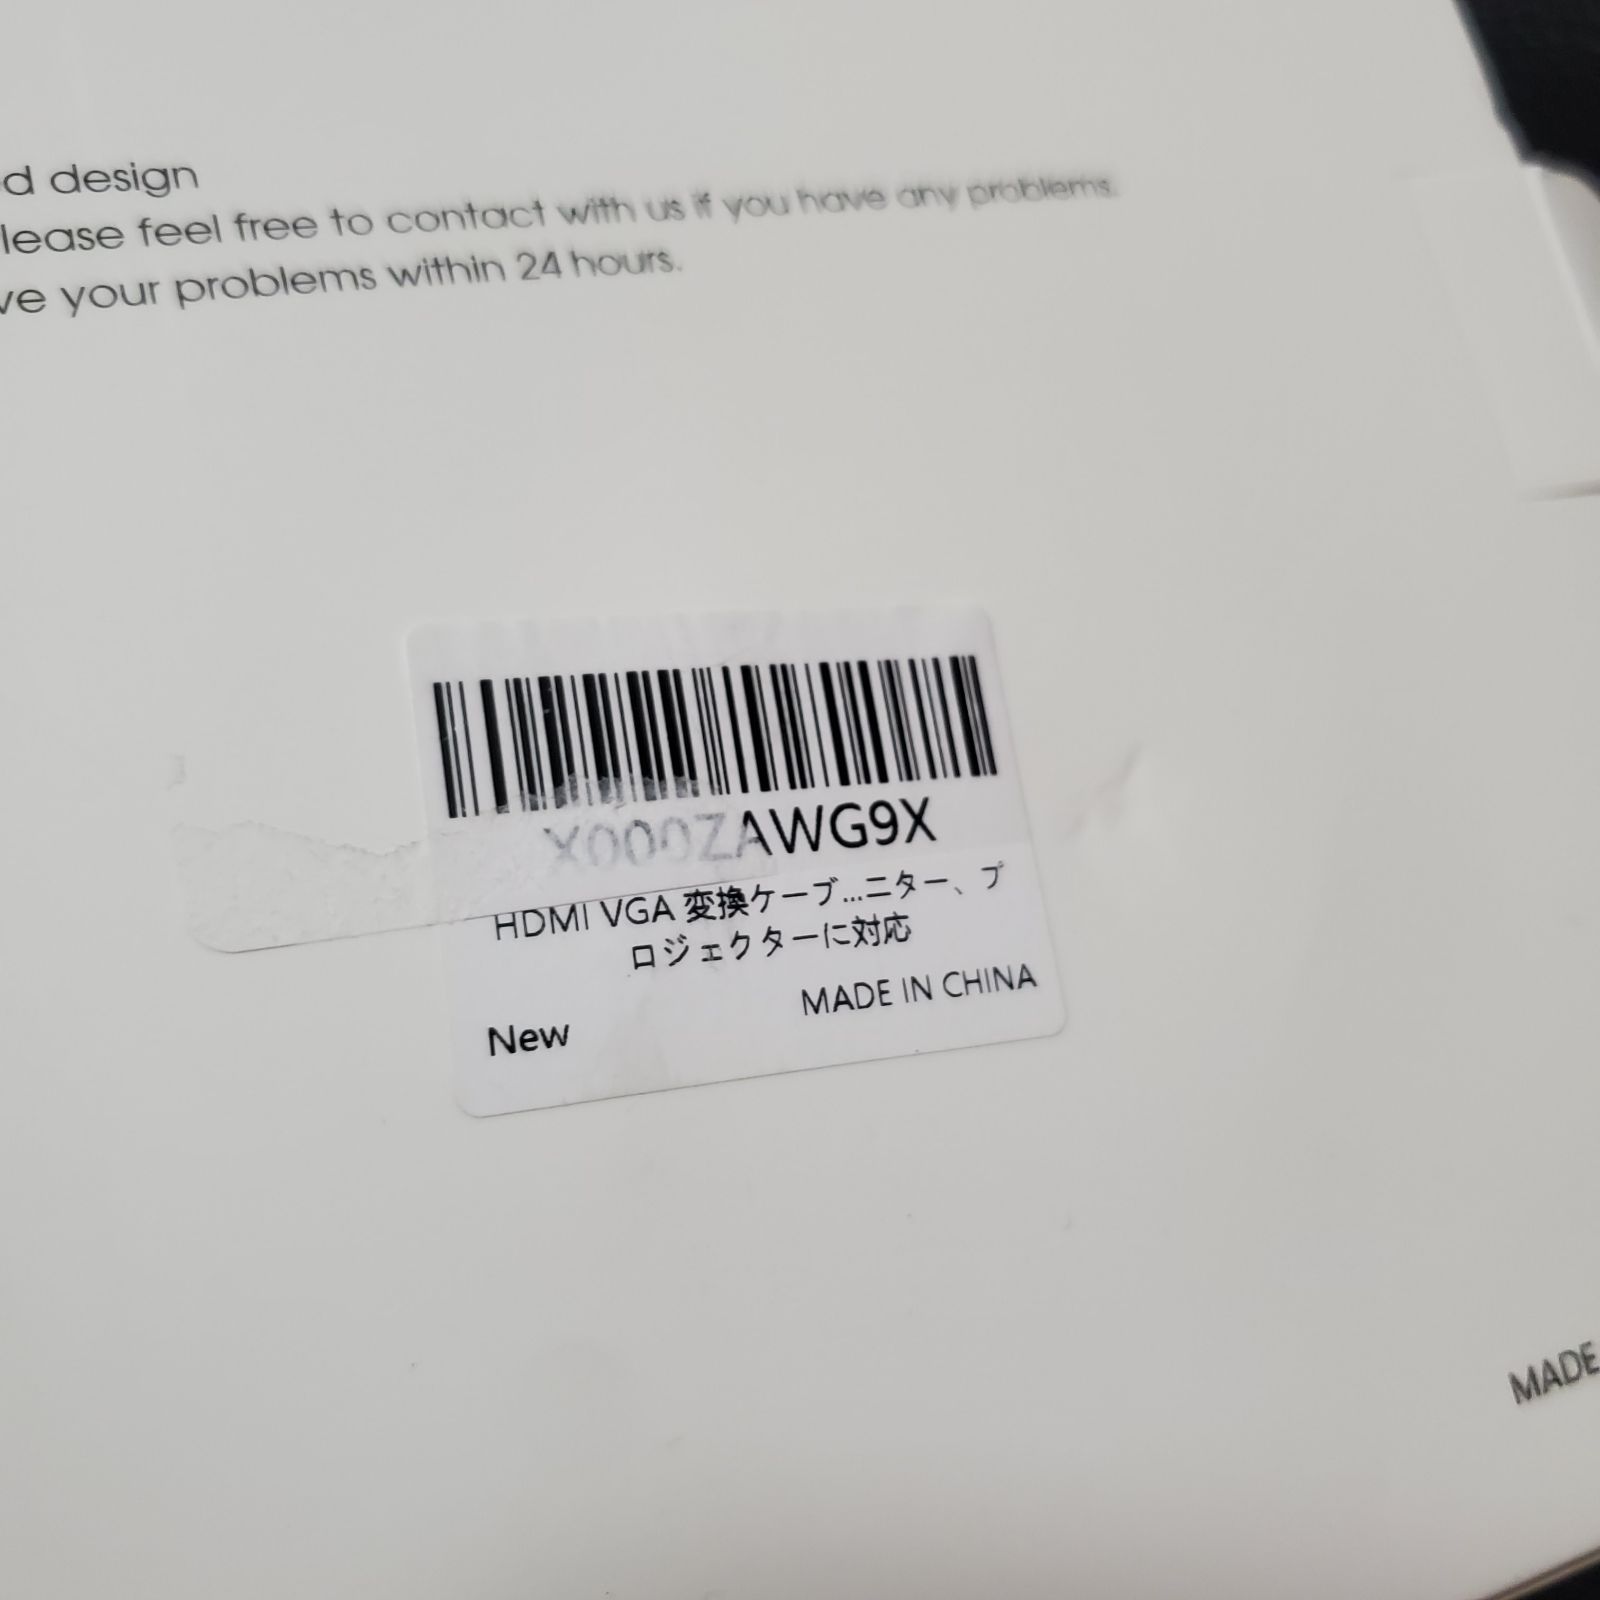 d design
lease feel free to contact with us if you have any problems.
ve your problems within 24 hours.
X000ZAWG9X
HDMI VGA 変換ケーブ...ニター、プ
ロジェクターに対応
MADE IN CHINA
New
MADE